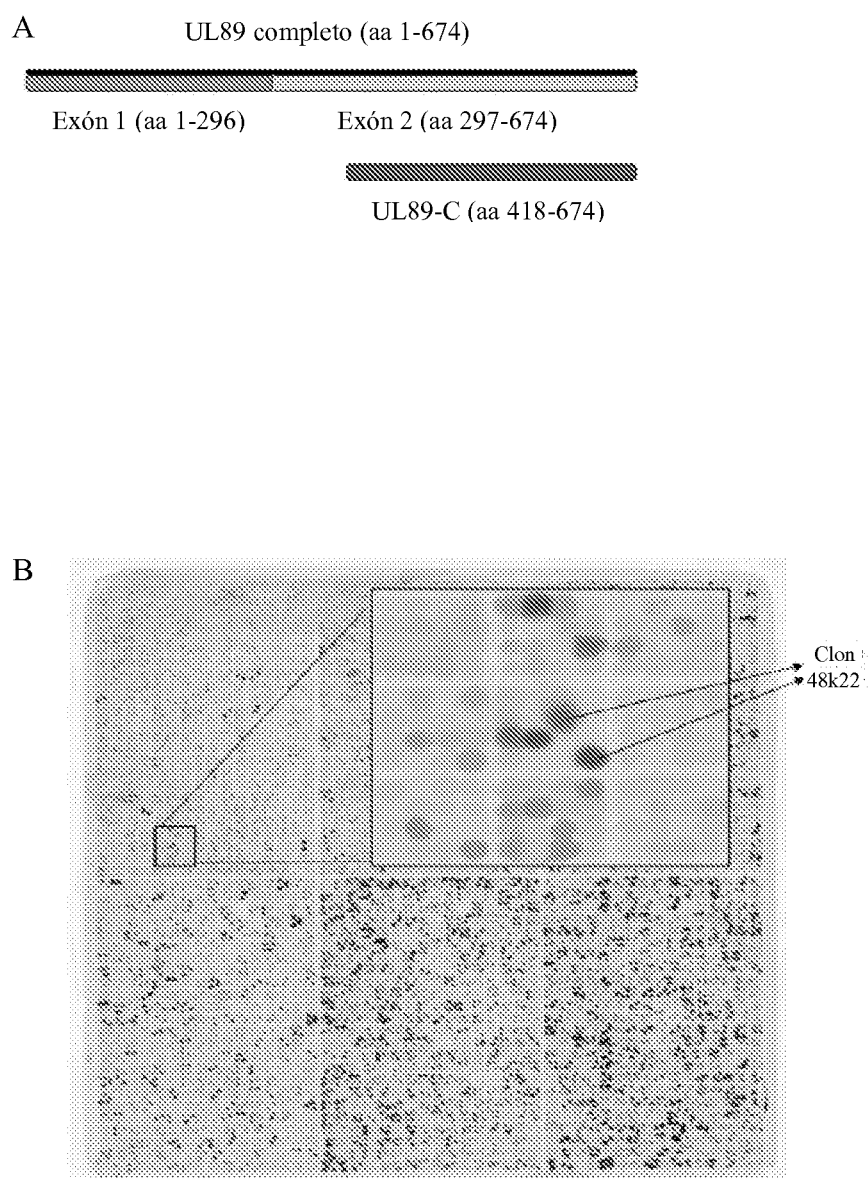 A
UL89 completo (aa 1-674)
Exón 1 (aa 1-296)
Exón 2 (aa 297-674)
UL89-C (aa 418-674)
B
Clon
48k22